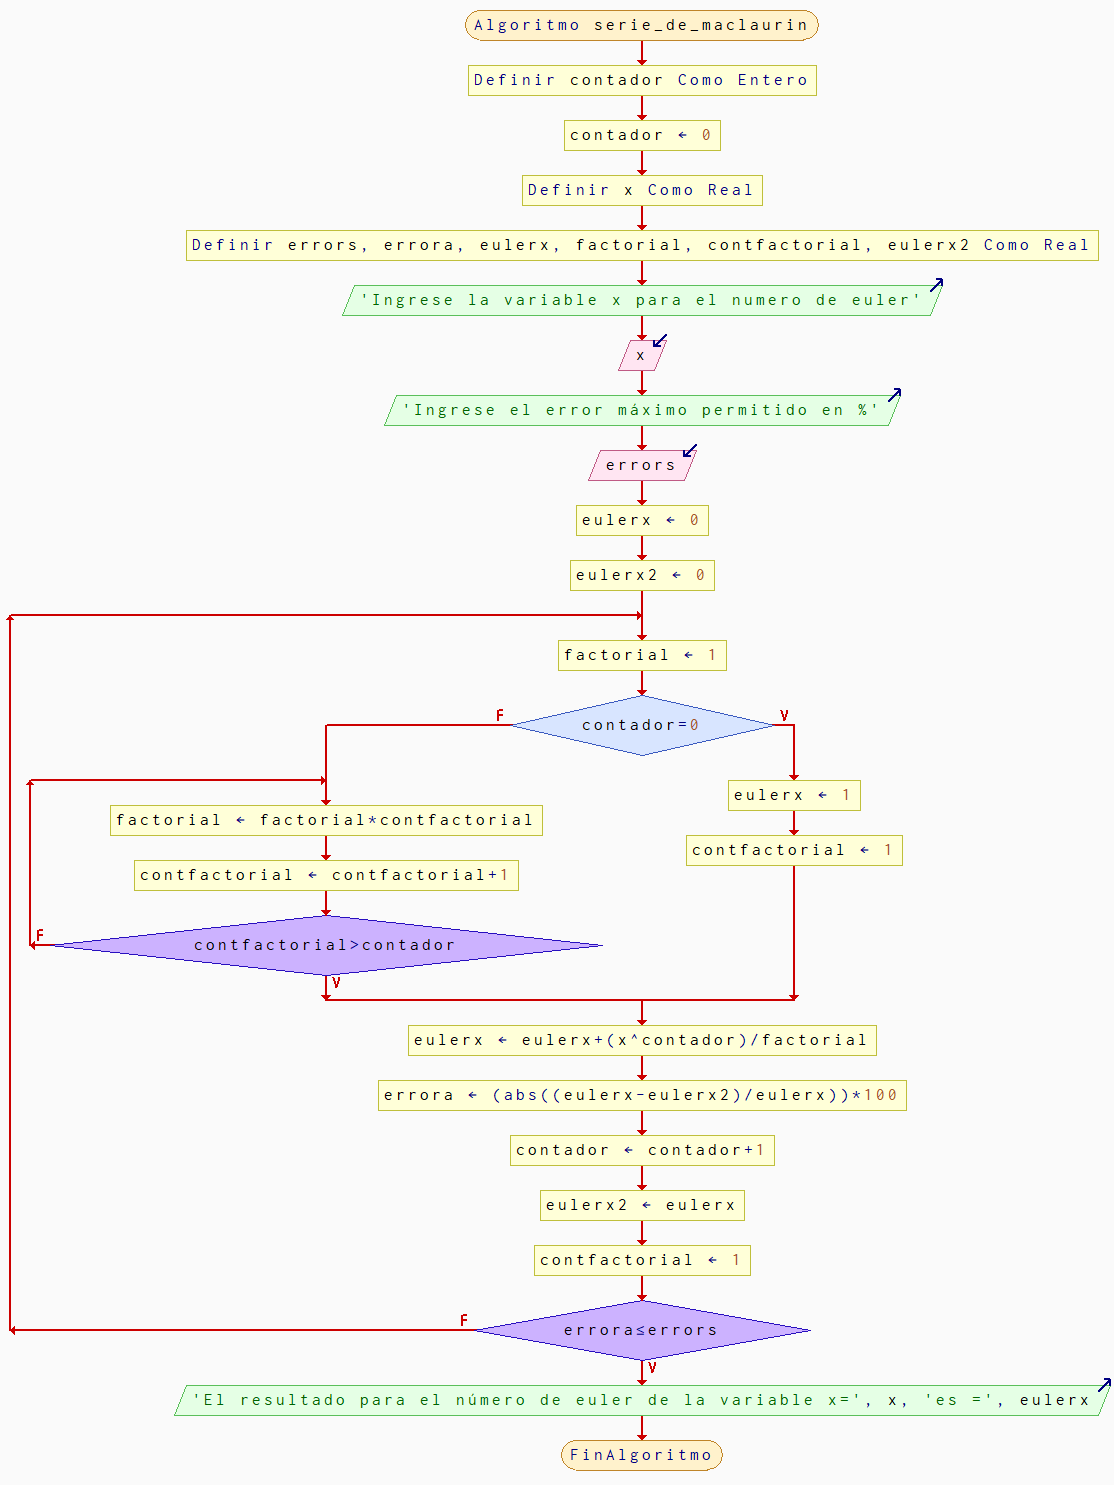 Algoritmo serie_de_maclaurin
Definir contador Como Entero
contador ← 0
Definir x Como Real
Definir errors, errora, eulerx, factorial, contfactorial, eulerx2 Como Real
'Ingrese la variable x para el numero de euler'
x
'Ingrese el error máximo permitido en %'
errors
eulerx ← 0
eulerx2 ← 0
factorial ← 1
F
contador=0
V
eulerx ← 1
factorial ← factorial*contfactorial
contfactorial ← 1
contfactorial ← contfactorial+1
F
contfactorial>contador
V
eulerx ← eulerx+(x^contador)/factorial
errora ← (abs((eulerx-eulerx2)/eulerx))*100
contador ← contador+1
eulerx2 ← eulerx
contfactorial ← 1
F
errora≤errors
V
'El resultado para el número de euler de la variable x=', x, 'es =', eulerx
FinAlgoritmo